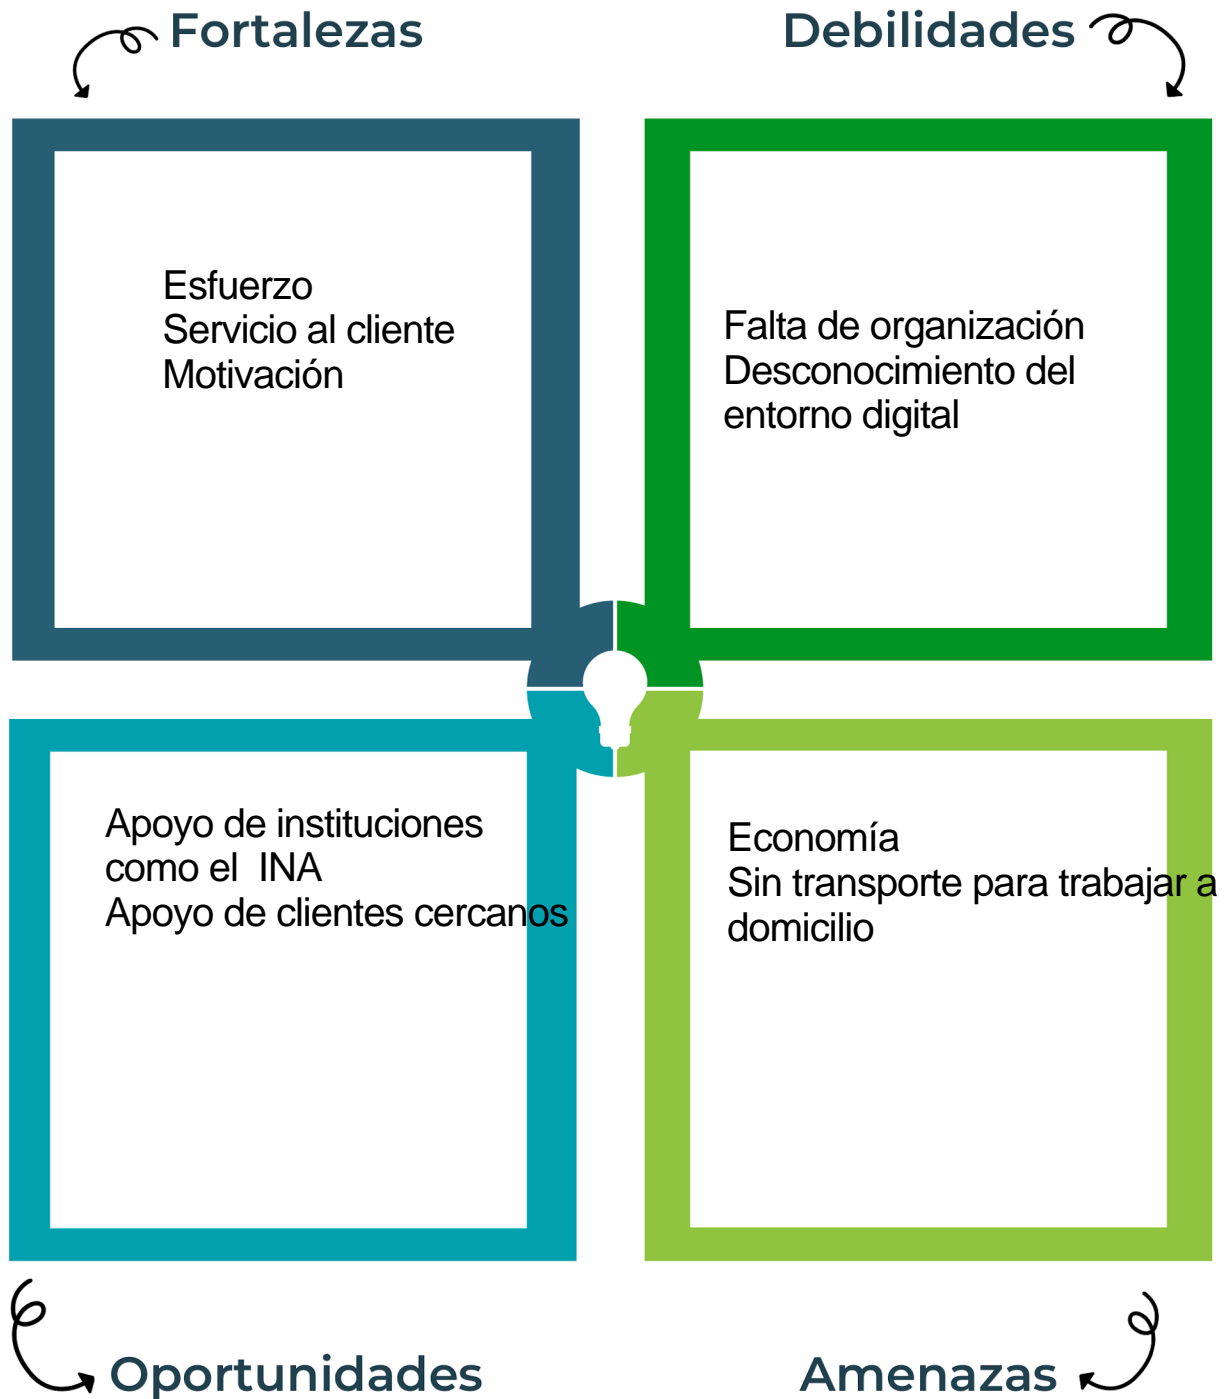 Fortalezas
Debilidades
Esfuerzo
Servicio al cliente
Motivación
Falta de organización
Desconocimiento del
entorno digital
Apoyo de instituciones
como el  INA
Apoyo de clientes cercanos
Economía
Sin transporte para trabajar a
domicilio
Oportunidades
Amenazas